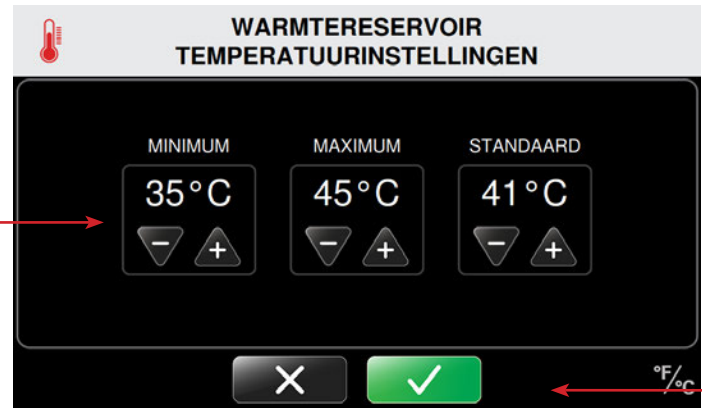 WARMTERESERVOIR
TEMPERATUURINSTELLINGEN
MINIMUM MAXIMUM STANDAARD
35°C 45°C 41°C
- + - + - +
°F/°C